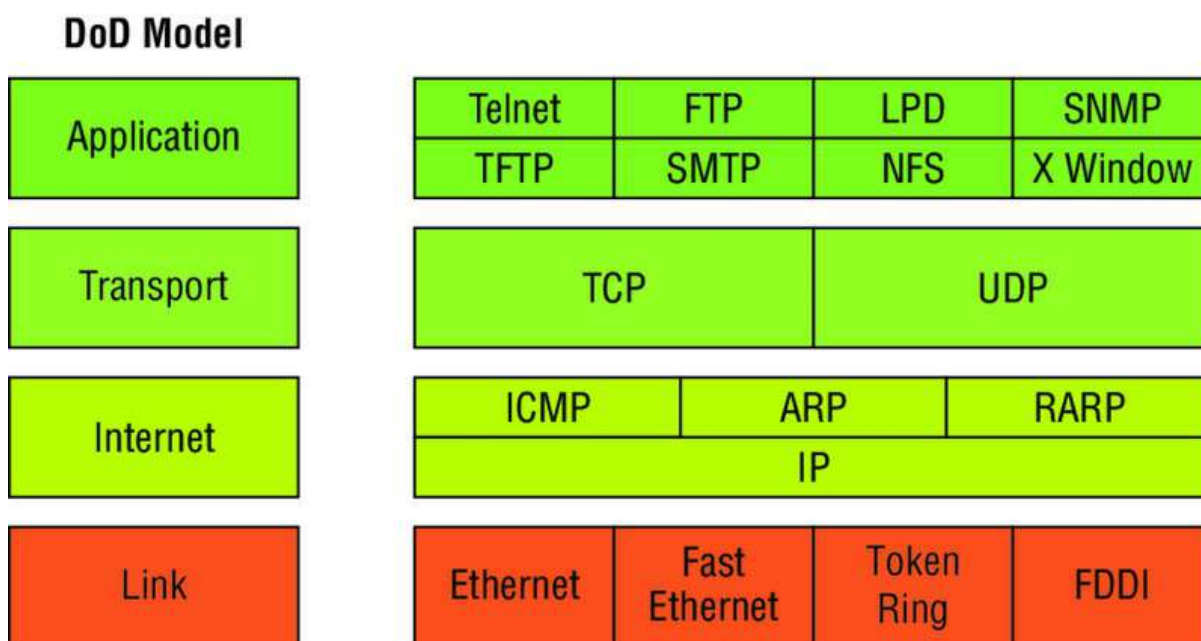 DoD Model
Application
Telnet FTP LPD SNMP
TFTP SMTP NFS X Window
Transport
TCP UDP
Internet
ICMP ARP RARP
IP
Link
Ethernet
Fast
Ethernet
Token
Ring
FDDI